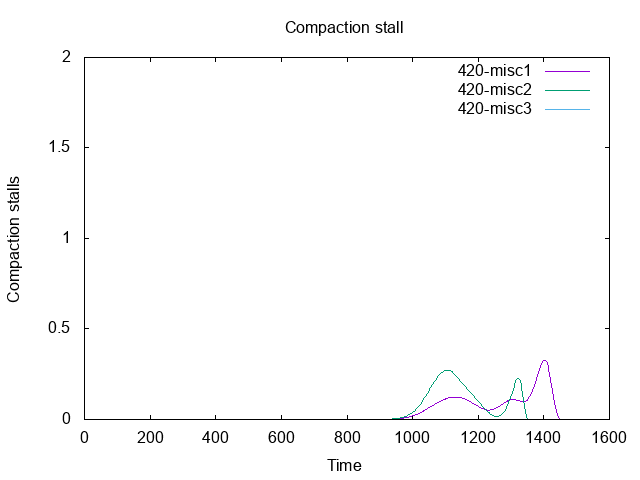 Compaction stall
2
1.5
1
0.5
0
Compaction stalls
420-misc1
420-misc2
420-misc3
0 200 400 600 800 1000 1200 1400 1600
Time